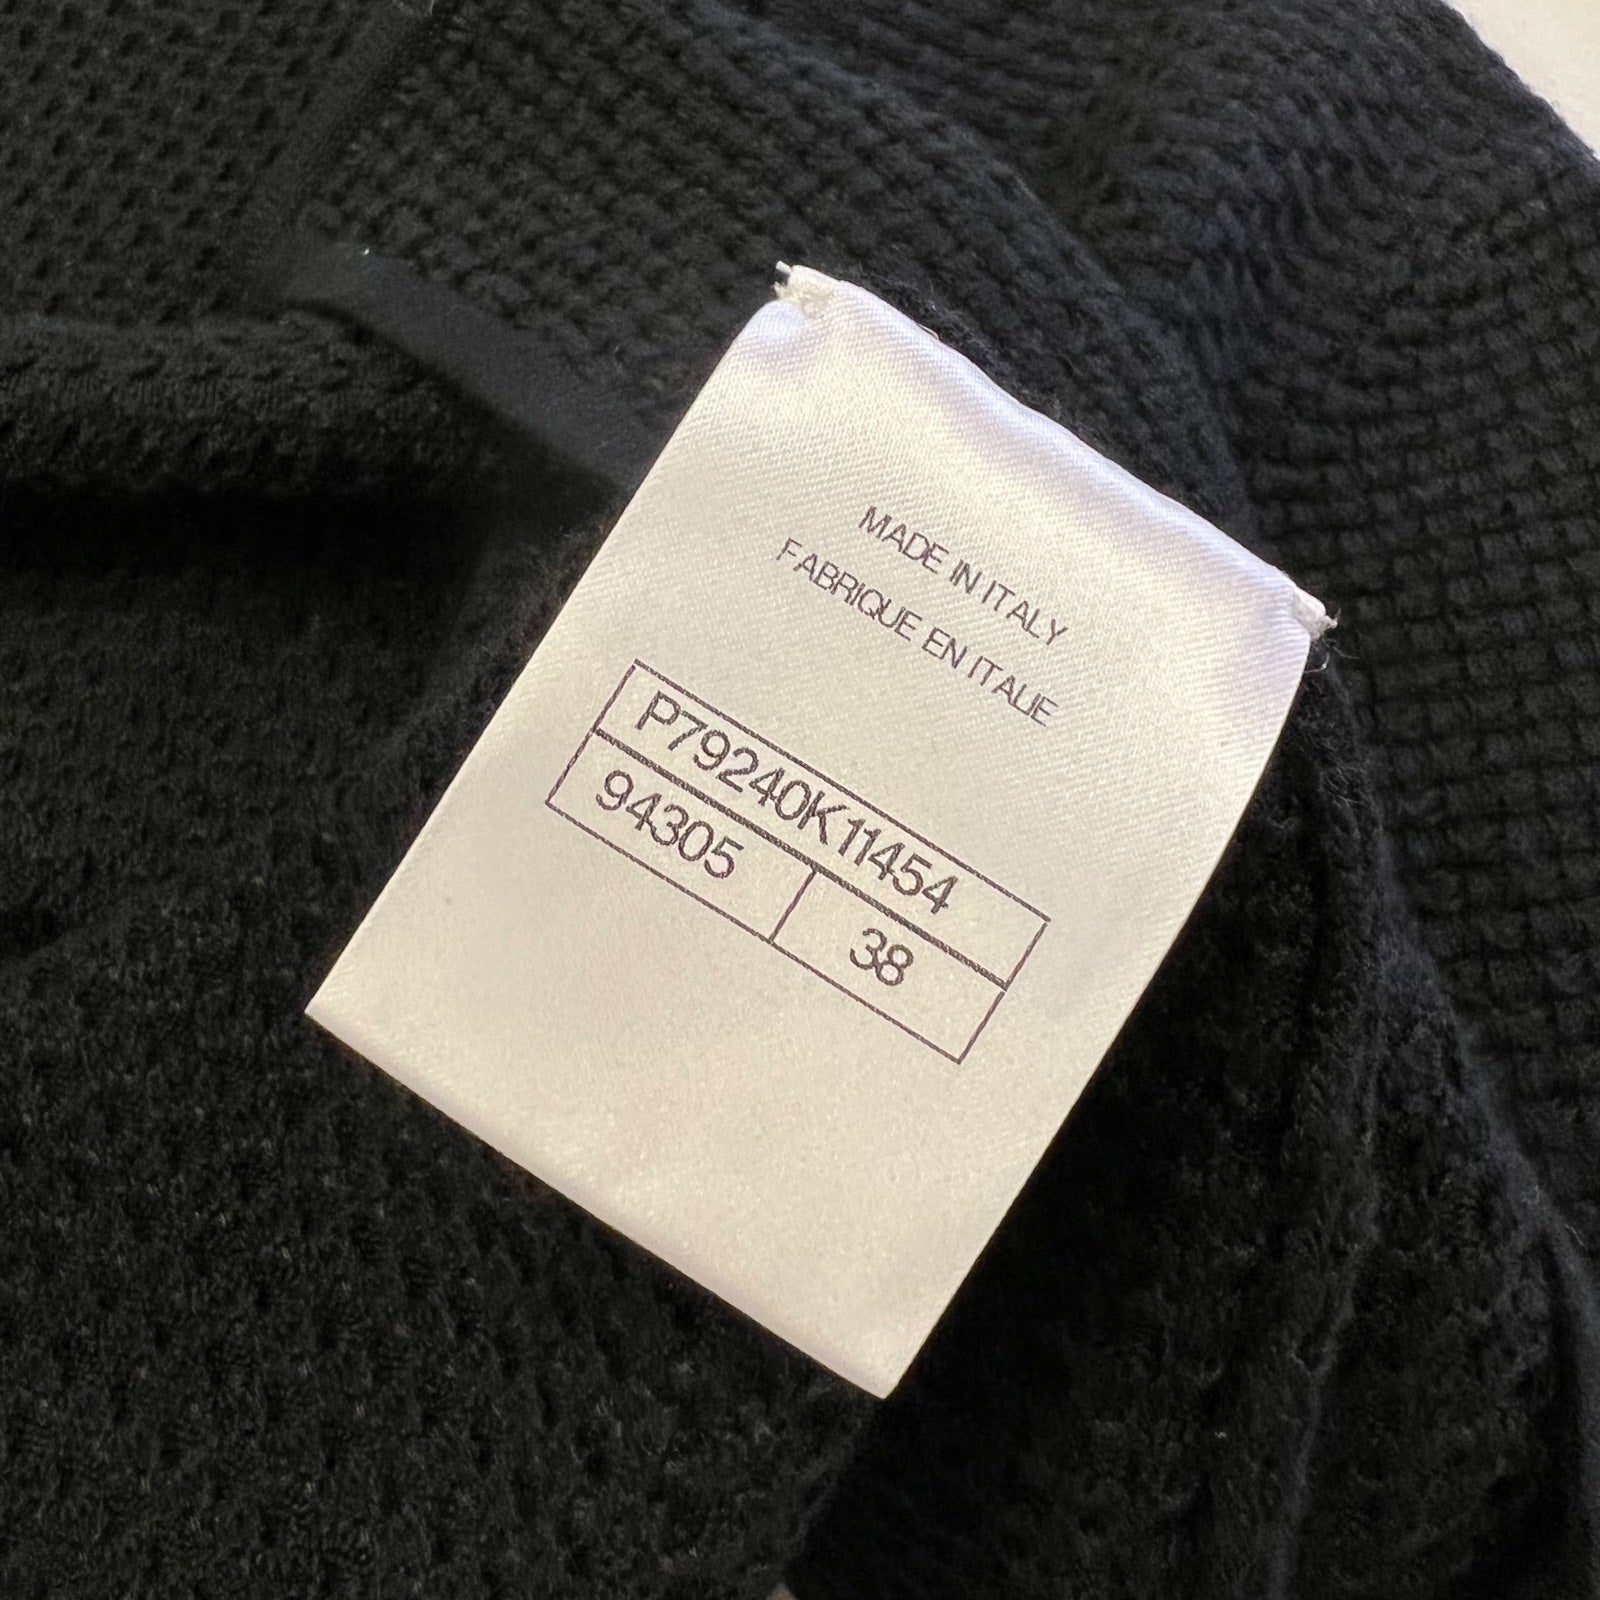 MADE IN ITALY
FABRIQUE EN ITALIE
P79240K11454
94305 38